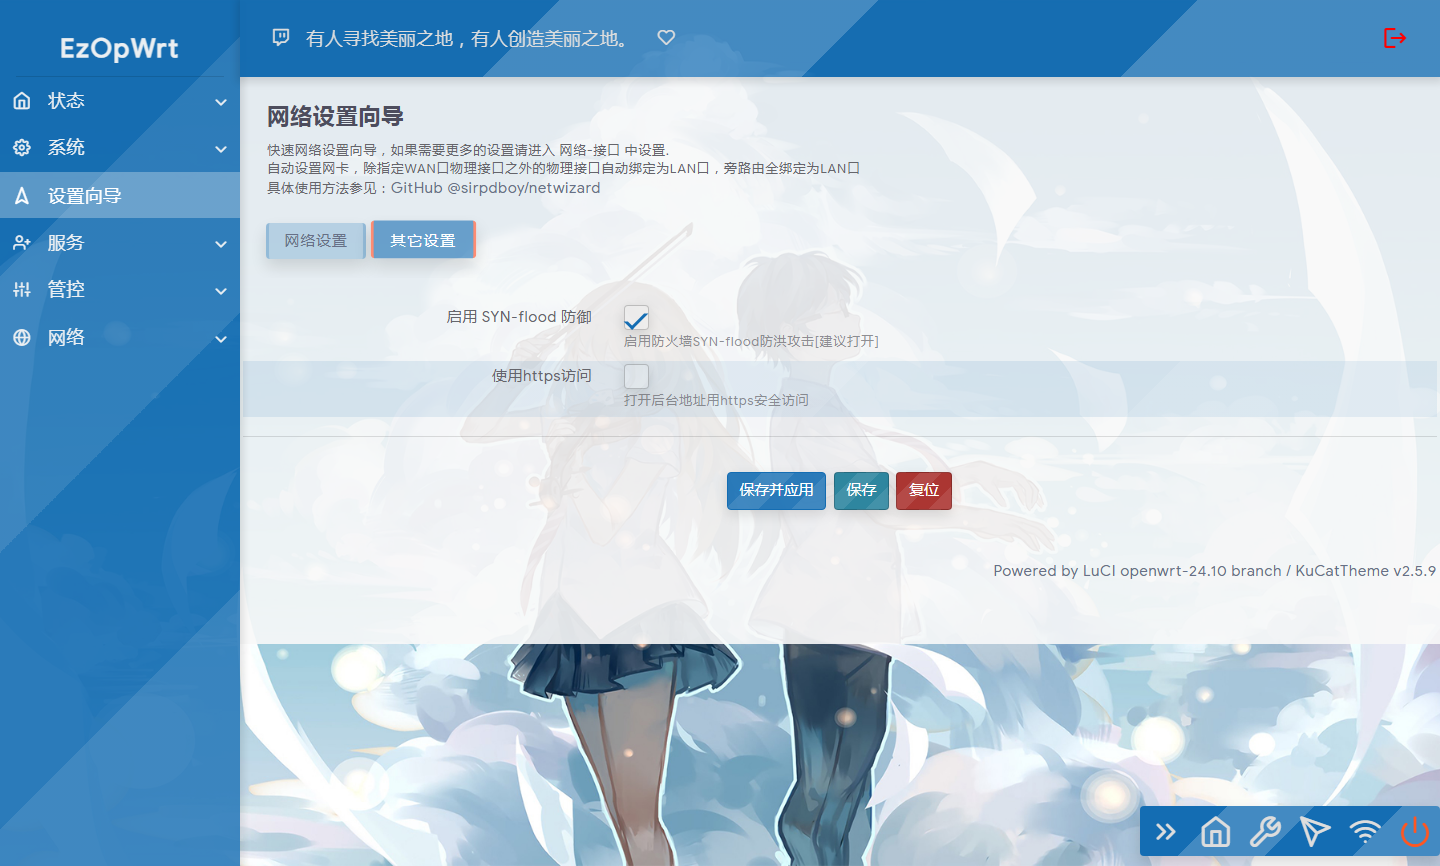 EzOpWrt
有人寻找美丽之地，有人创造美丽之地。
状态
系统
设置向导
服务
管控
网络
网络设置向导
快速网络设置向导，如果需要更多的设置请进入 网络-接口 中设置.
自动设置网卡，除指定WAN口物理接口之外的物理接口自动绑定为LAN口，旁路由全绑定为LAN口
具体使用方法参见：GitHub @sirpdboy/netwizard
网络设置 其它设置
启用 SYN-flood 防御
启用防火墙SYN-flood防洪攻击[建议打开]
使用https访问
打开后台地址用https安全访问
保存并应用 保存 复位
Powered by LuCI openwrt-24.10 branch / KuCatTheme v2.5.9